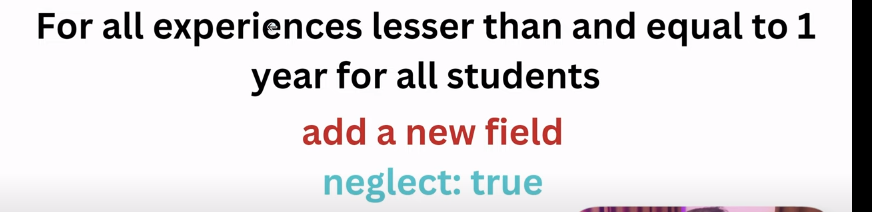 For all experiences lesser than and equal to 1
year for all students
add a new field
neglect: true